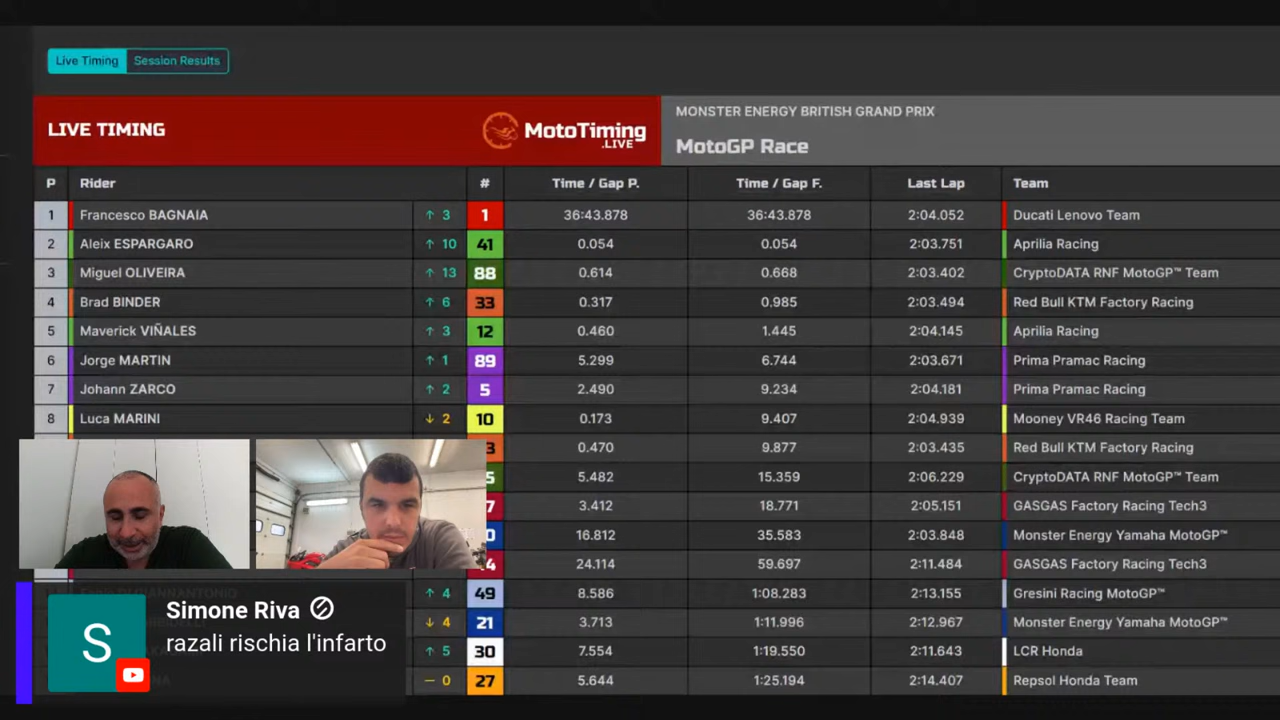 Live Timing Session Results
LIVE TIMING
MotoTiming
.LIVE
MONSTER ENERGY BRITISH GRAND PRIX
MotoGP Race
P Rider # Time / Gap P. Time / Gap F. Last Lap Team
1 Francesco BAGNAIA ↑ 3 1 36:43.878 36:43.878 2:04.052 Ducati Lenovo Team
2 Aleix ESPARGARO ↑ 10 41 0.054 0.054 2:03.751 Aprilia Racing
3 Miguel OLIVEIRA ↑ 13 88 0.614 0.668 2:03.402 CryptoDATA RNF MotoGP™ Team
4 Brad BINDER ↑ 6 33 0.317 0.985 2:03.494 Red Bull KTM Factory Racing
5 Maverick VIÑALES ↑ 3 12 0.460 1.445 2:04.145 Aprilia Racing
6 Jorge MARTIN ↑ 1 89 5.299 6.744 2:03.671 Prima Pramac Racing
7 Johann ZARCO ↑ 2 5 2.490 9.234 2:04.181 Prima Pramac Racing
8 Luca MARINI ↓ 2 10 0.173 9.407 2:04.939 Mooney VR46 Racing Team
3 0.470 9.877 2:03.435 Red Bull KTM Factory Racing
5 5.482 15.359 2:06.229 CryptoDATA RNF MotoGP™ Team
7 3.412 18.771 2:05.151 GASGAS Factory Racing Tech3
0 16.812 35.583 2:03.848 Monster Energy Yamaha MotoGP™
4 24.114 59.697 2:11.484 GASGAS Factory Racing Tech3
↑ 4 49 8.586 1:08.283 2:13.155 Gresini Racing MotoGP™
↓ 4 21 3.713 1:11.996 2:12.967 Monster Energy Yamaha MotoGP™
↑ 5 30 7.554 1:19.550 2:11.643 LCR Honda
– 0 27 5.644 1:25.194 2:14.407 Repsol Honda Team
S
Simone Riva
razali rischia l'infarto